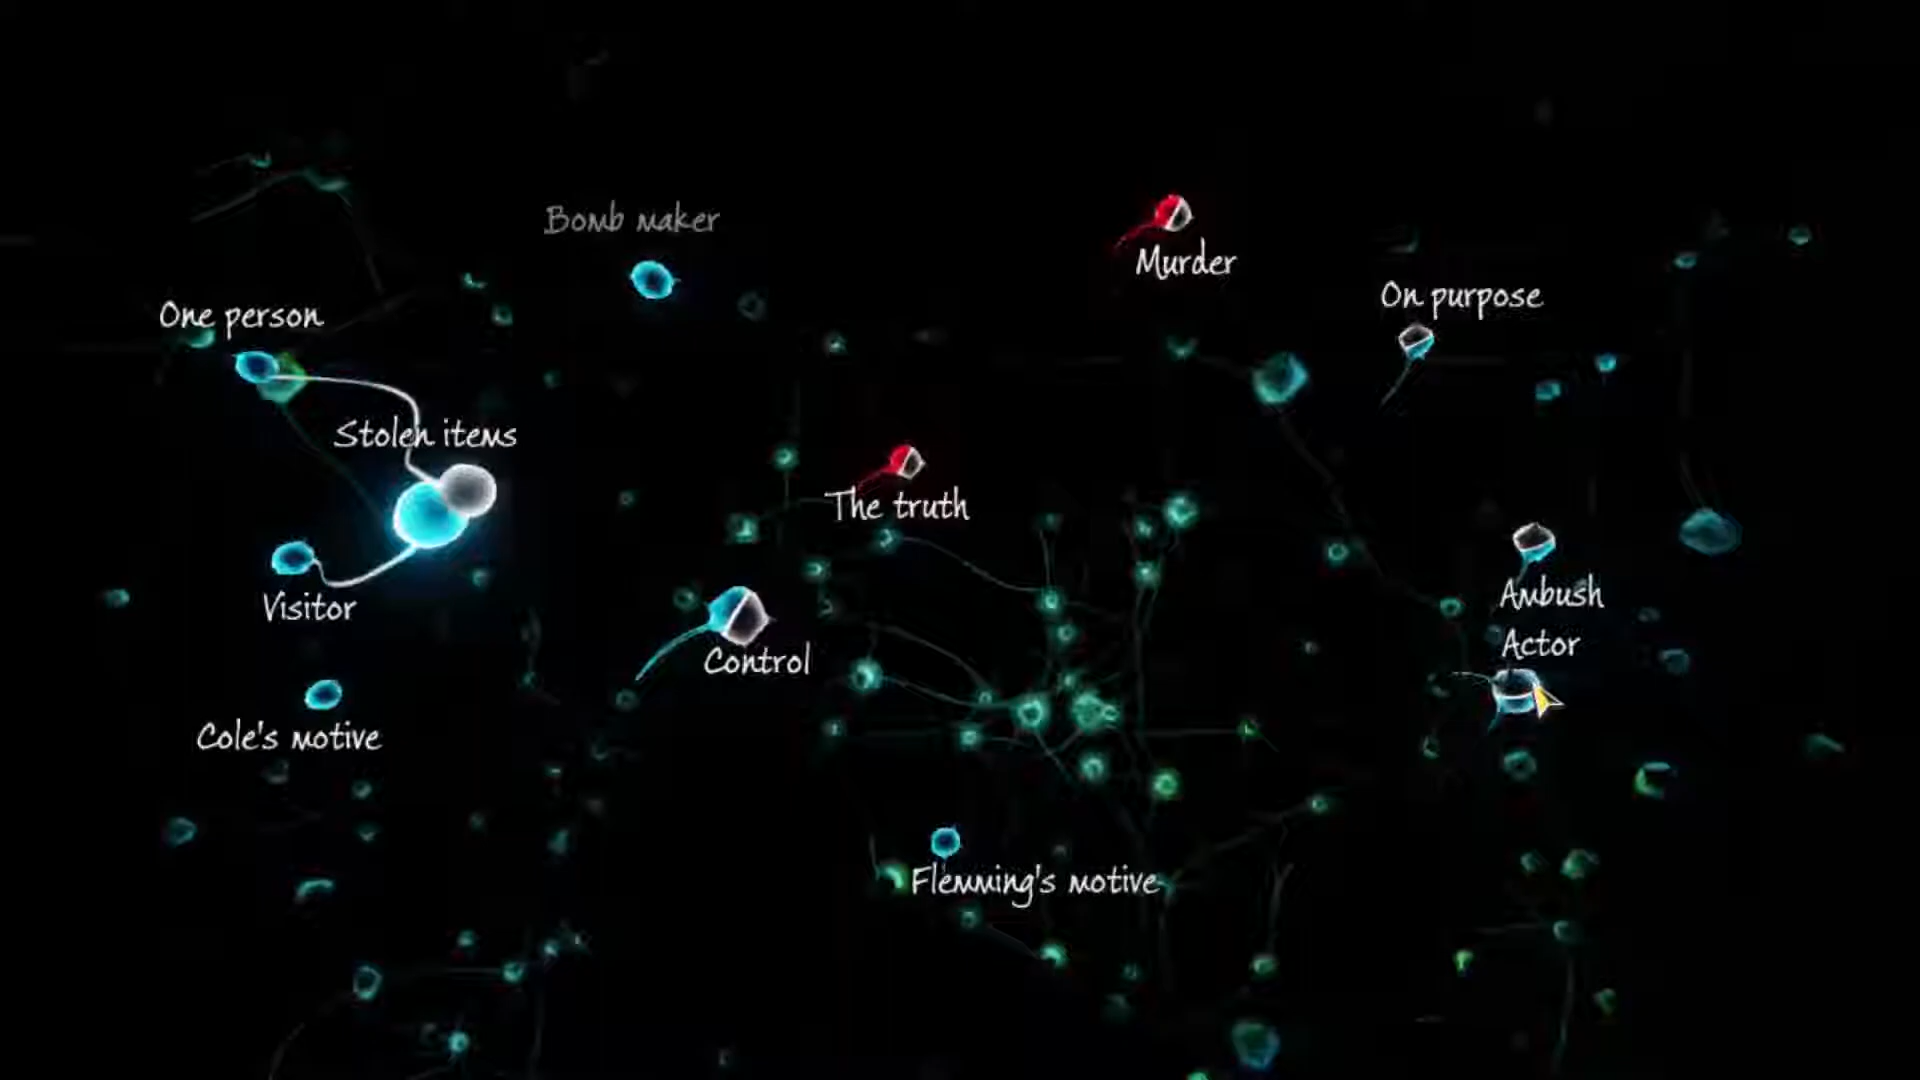 Bomb maker
Murder
On purpose
One person
Stolen items
The truth
Ambush
Visitor
Actor
Control
Cole's motive
Flemming's motive